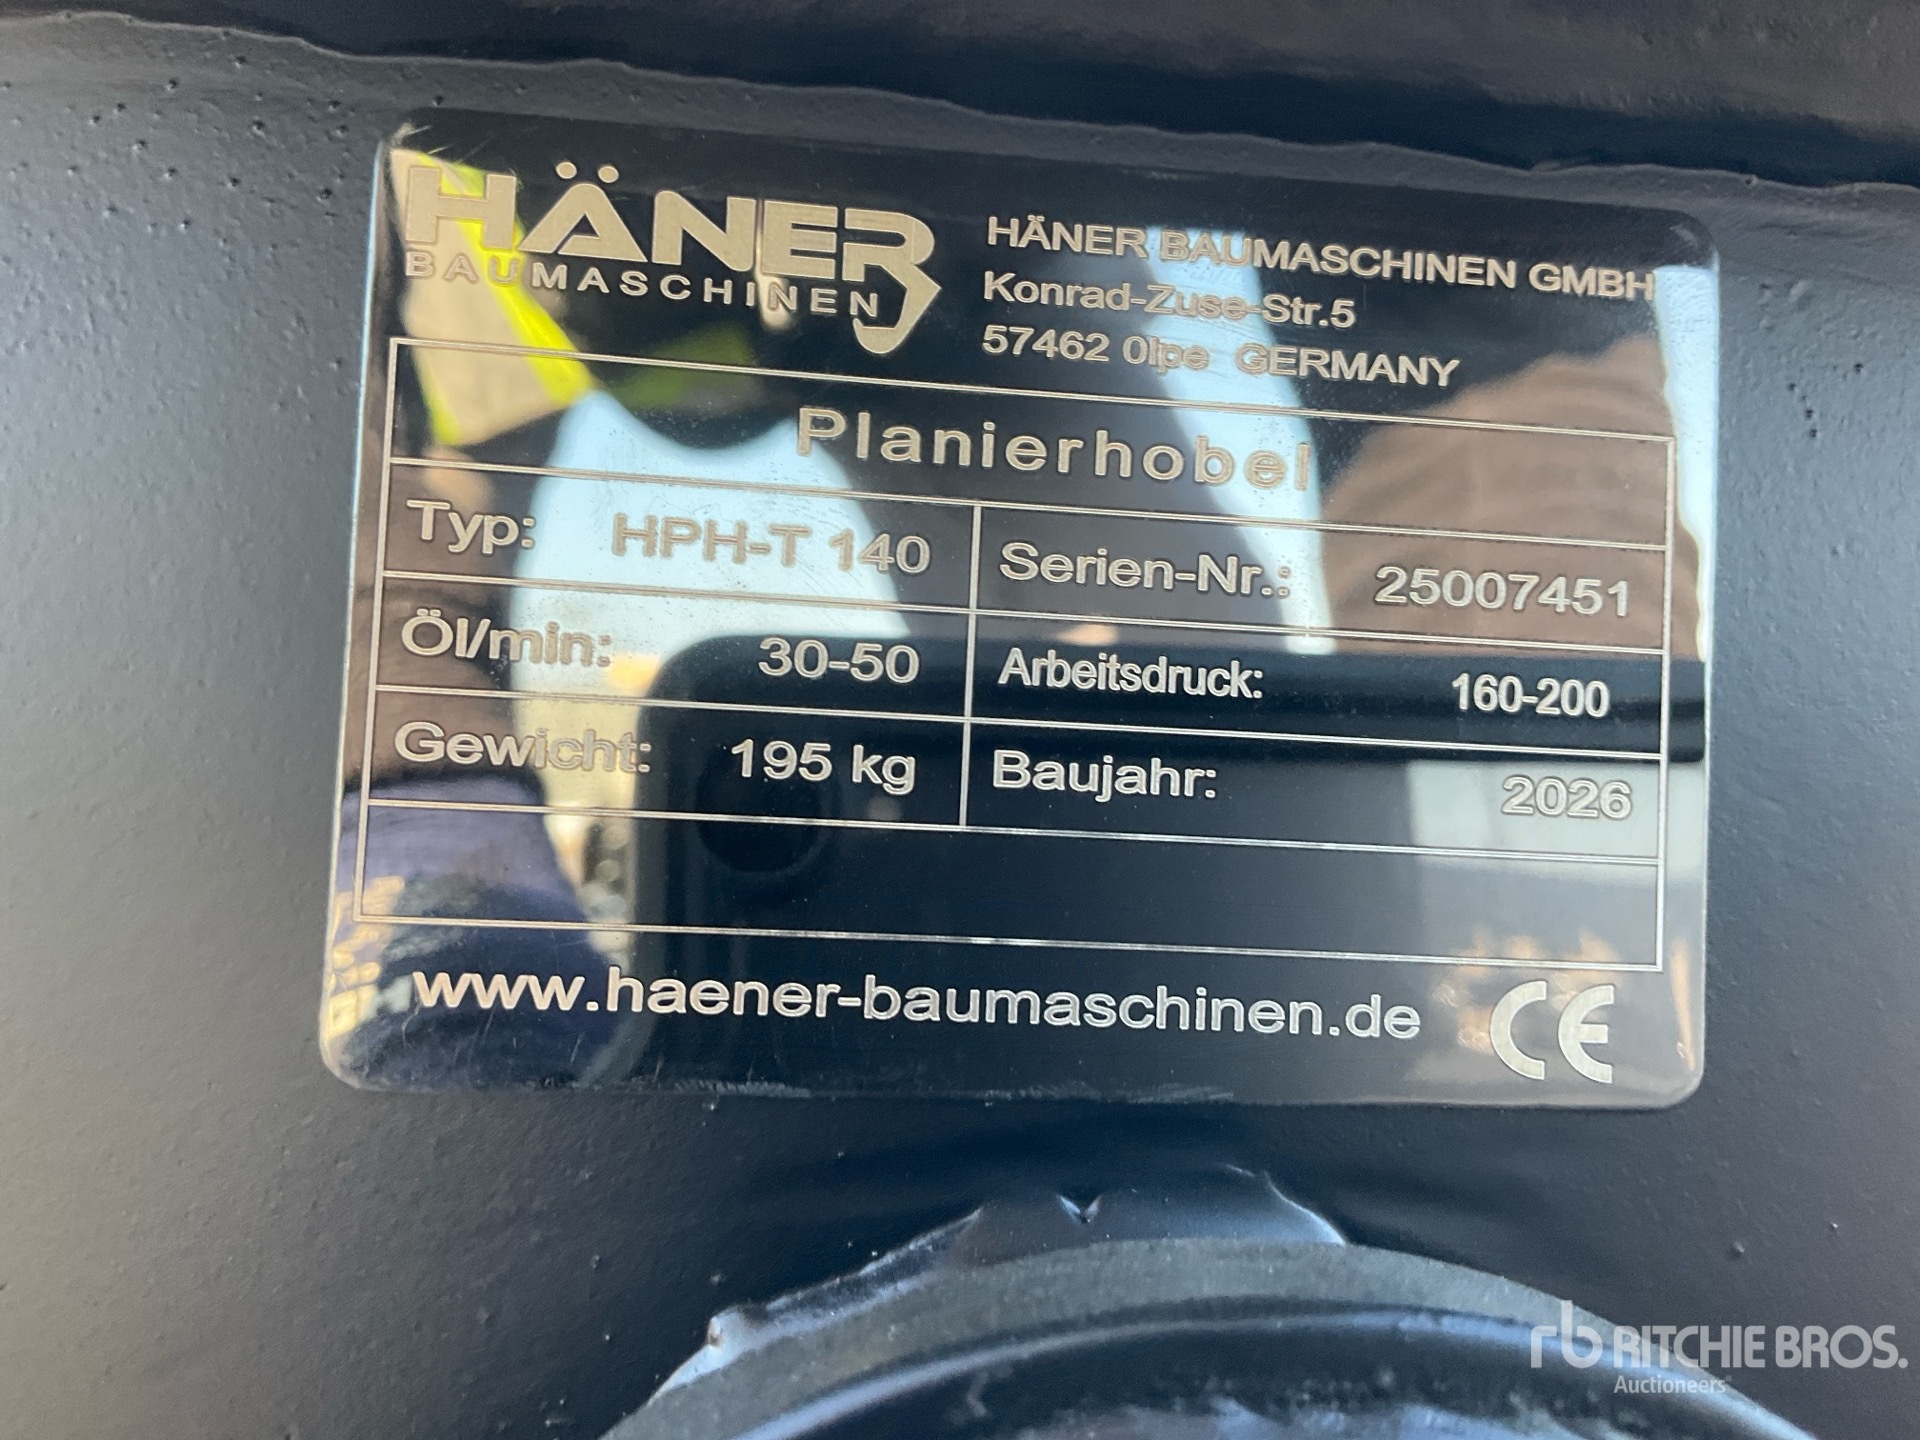 HÄNER
BAUMASCHINEN
HÄNER BAUMASCHINEN GMBH
Konrad-Zuse-Str.5
57462 Olpe GERMANY
Planierhobel
Typ: HPH-T 140 Serien-Nr.: 25007451
Öl/min: 30-50 Arbeitsdruck: 160-200
Gewicht: 195 kg Baujahr: 2026
www.haener-baumaschinen.de CE
rb RITCHIE BROS.
Auctioneers